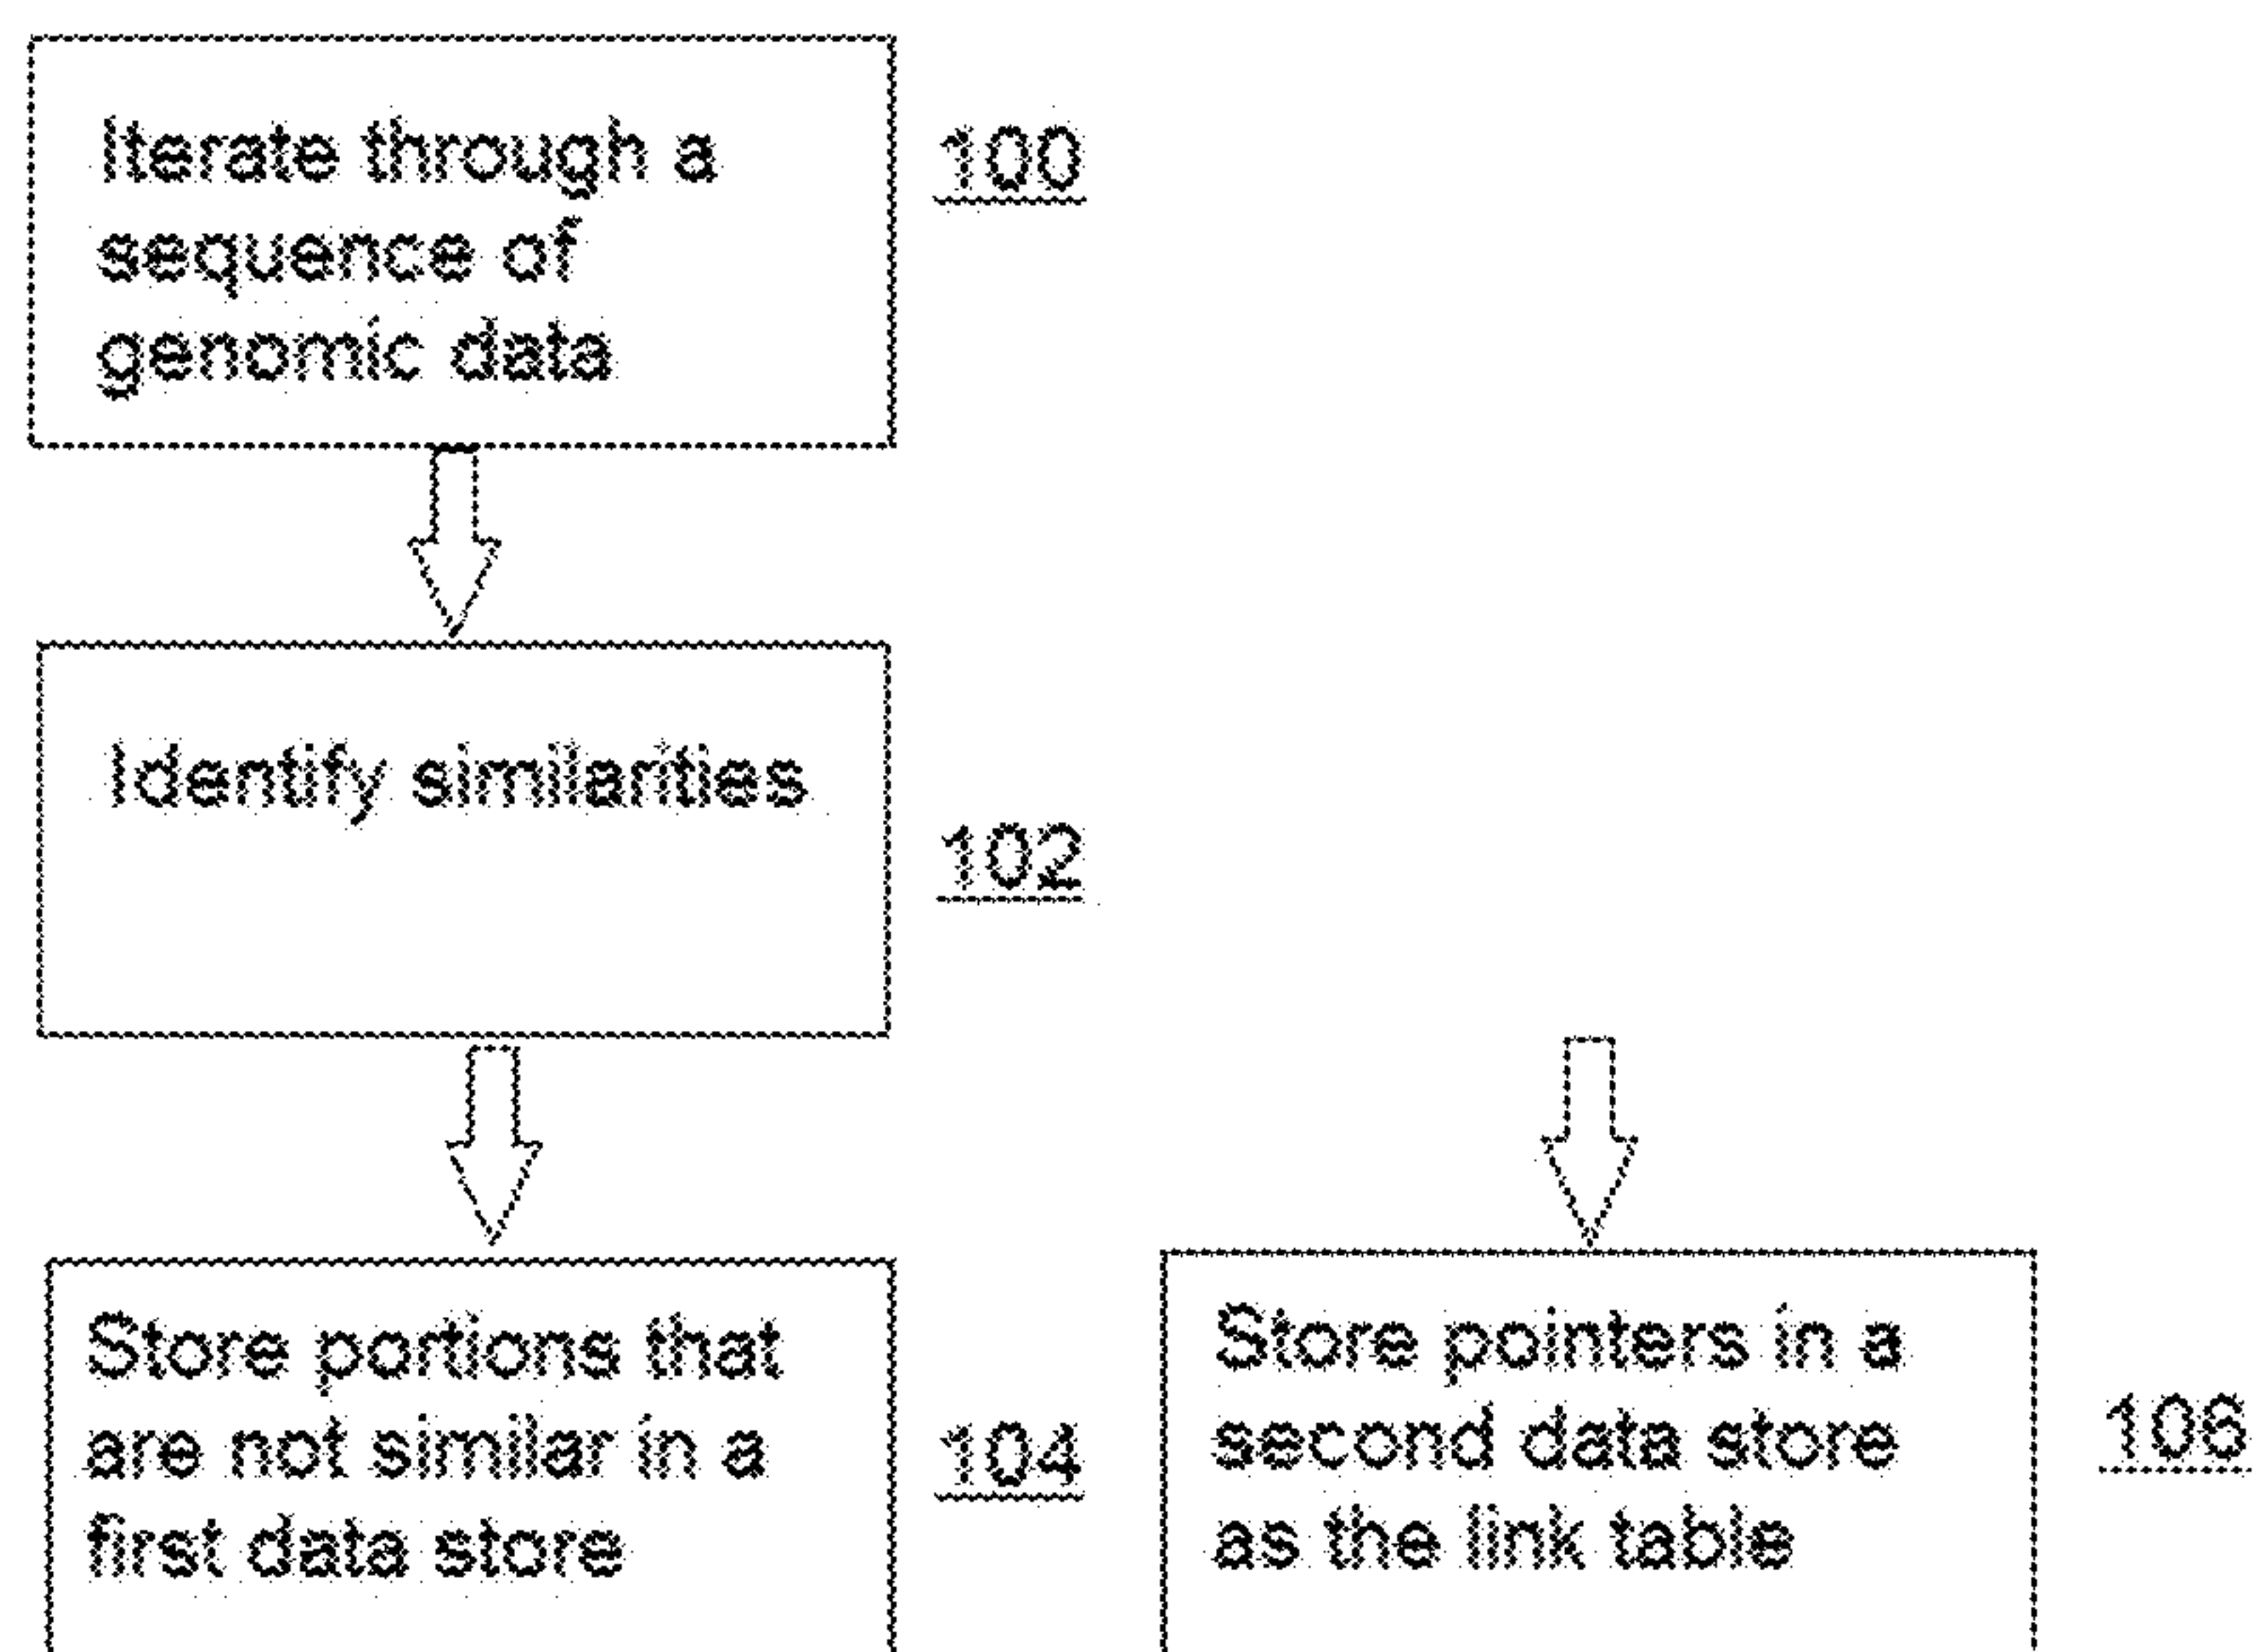 Iterate through a
sequence of
genomic data
100
Identify similarities
102
Store portions that
are not similar in a
first data store
104
Store pointers in a
second data store
as the link table